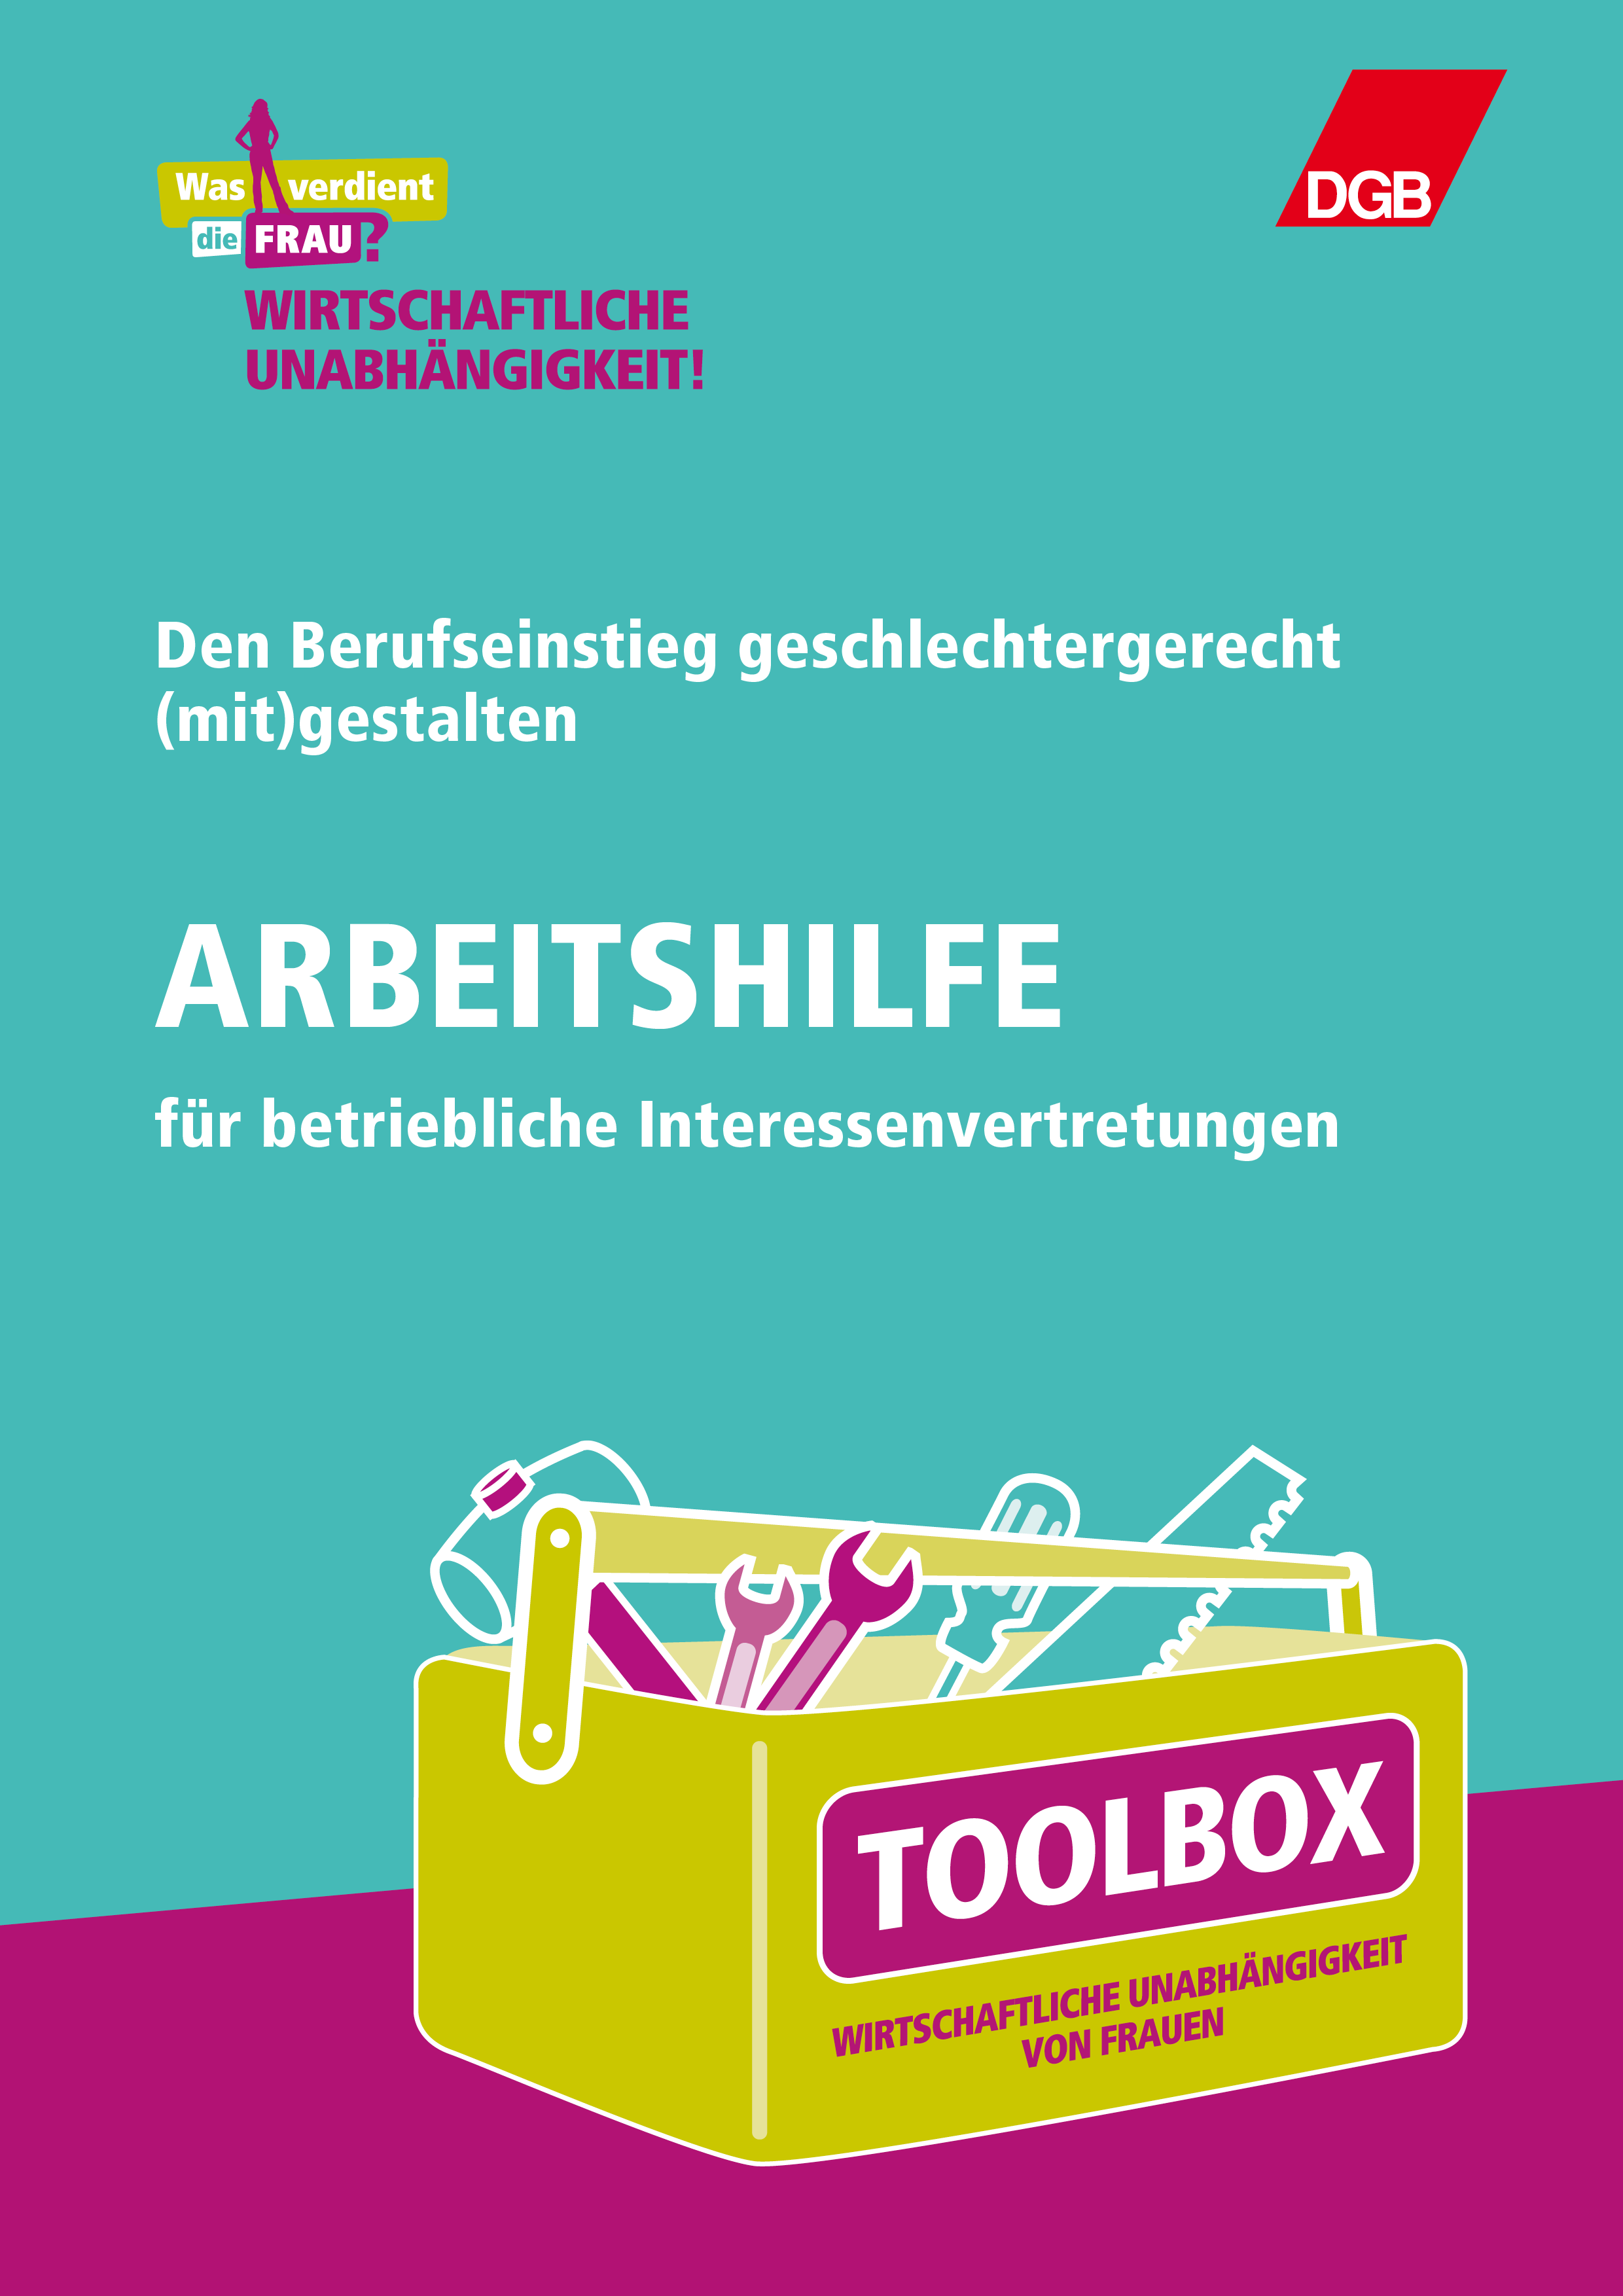 Was verdient
die FRAU?
WIRTSCHAFTLICHE
UNABHÄNGIGKEIT!
DGB
Den Berufseinstieg geschlechtergerecht
(mit)gestalten
ARBEITSHILFE
für betriebliche Interessenvertretungen
TOOLBOX
WIRTSCHAFTLICHE UNABHÄNGIGKEIT
VON FRAUEN